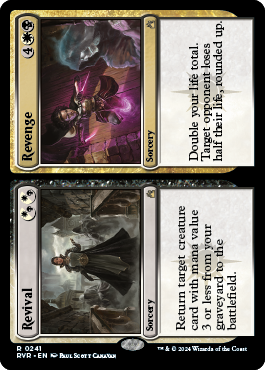 Revival
Sorcery
Return target creature
card with mana value
3 or less from your
graveyard to the
battlefield.
Revenge
4
Sorcery
Double your life total.
Target opponent loses
half their life, rounded up.
R 0241
RVR • EN PAUL SCOTT CANAVAN
™ & © 2024 Wizards of the Coast